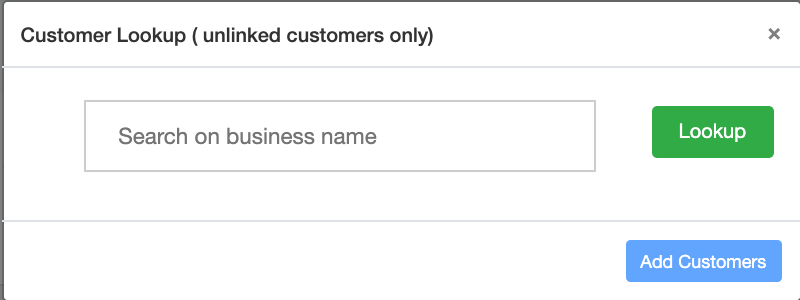 Customer Lookup ( unlinked customers only)
×
Search on business name
Lookup
Add Customers